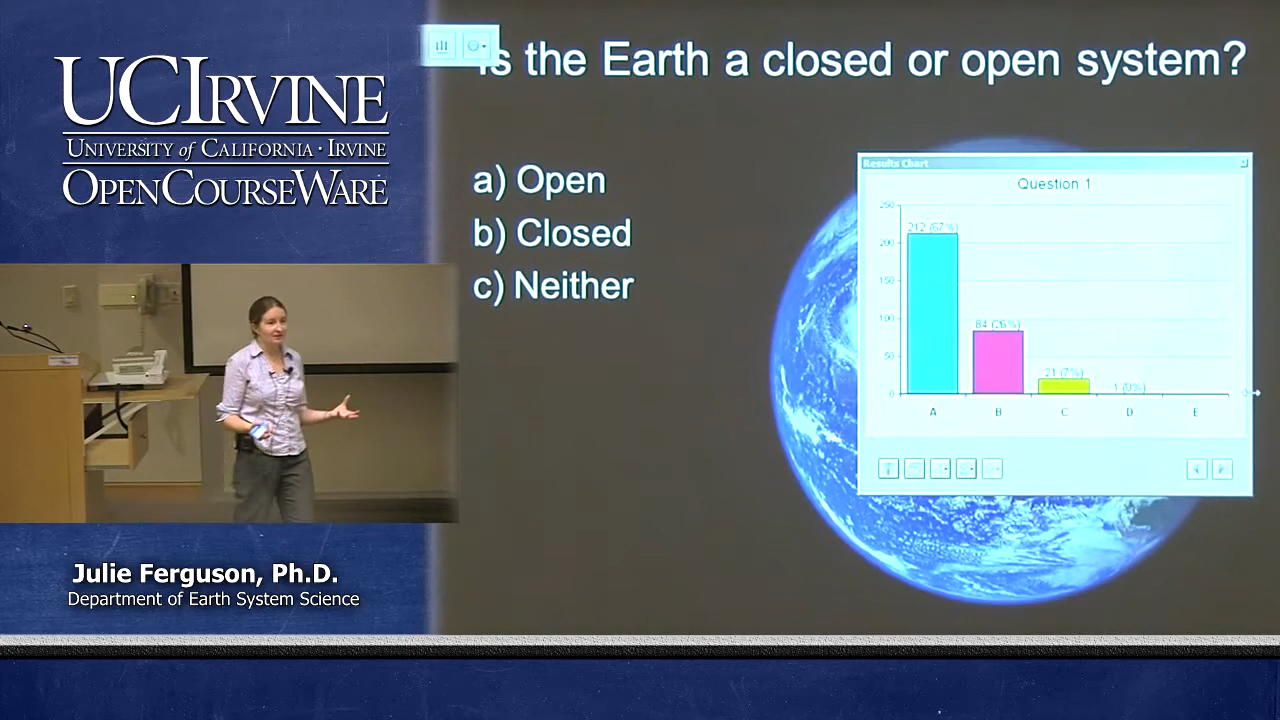 UCIRVINE
UNIVERSITY of CALIFORNIA · IRVINE
OPENCOURSEWARE
Julie Ferguson, Ph.D.
Department of Earth System Science
Is the Earth a closed or open system?
a) Open
b) Closed
c) Neither
Results Chart
Question 1
250
200
150
100
50
0
212 (67%)
84 (26%)
21 (7%)
1 (0%)
A B C D E